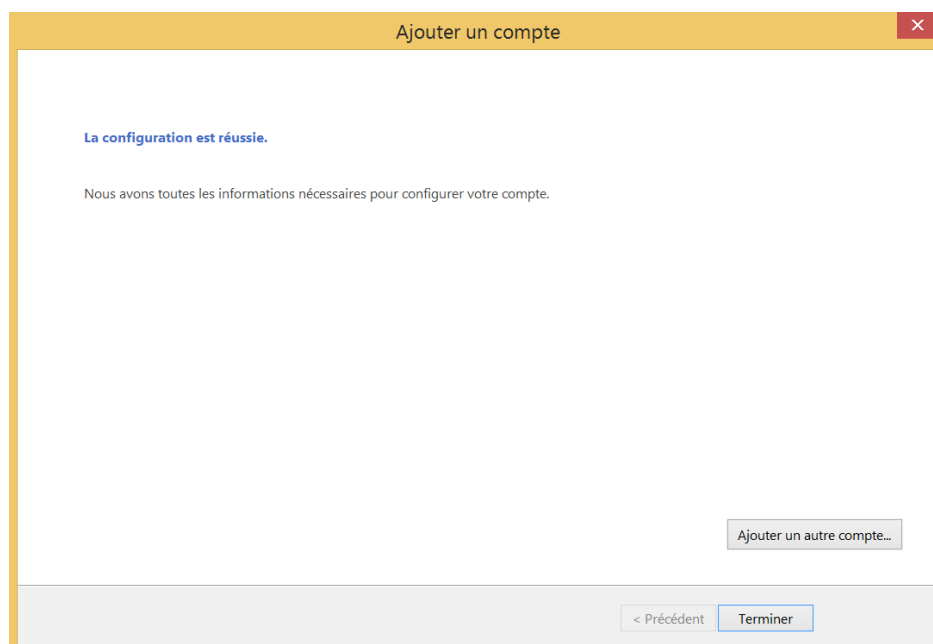 Ajouter un compte
La configuration est réussie.
Nous avons toutes les informations nécessaires pour configurer votre compte.
Ajouter un autre compte...
< Précédent
Terminer